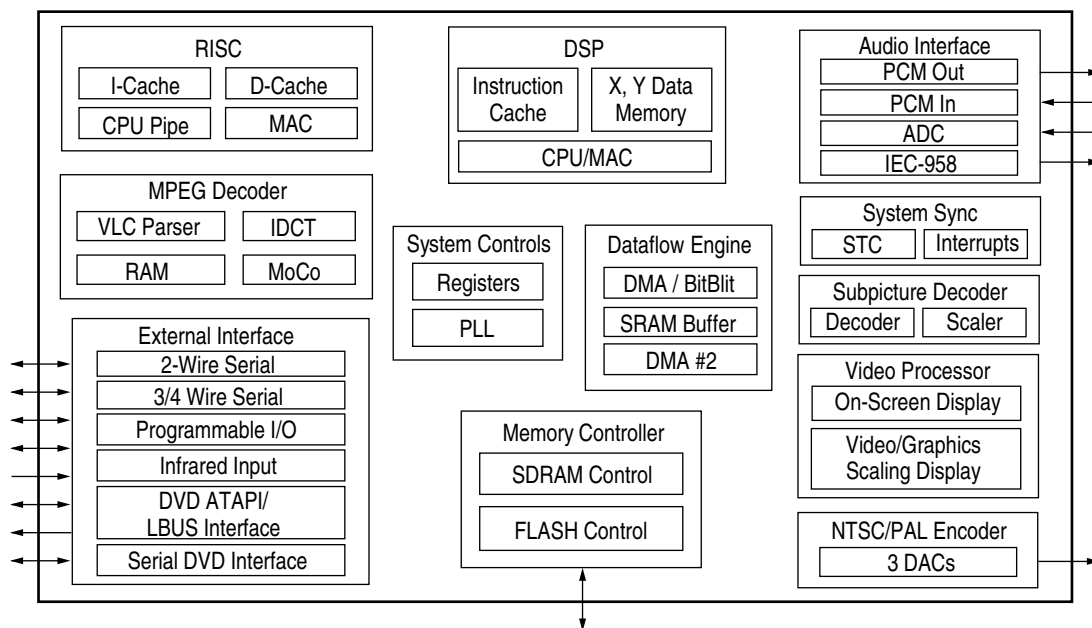 RISC
I-Cache
D-Cache
CPU Pipe
MAC
DSP
Instruction
Cache
X, Y Data
Memory
CPU/MAC
Audio Interface
PCM Out
PCM In
ADC
IEC-958
MPEG Decoder
VLC Parser
IDCT
RAM
MoCo
System Controls
Registers
PLL
Dataflow Engine
DMA / BitBlit
SRAM Buffer
DMA #2
System Sync
STC
Interrupts
Subpicture Decoder
Decoder
Scaler
External Interface
2-Wire Serial
3/4 Wire Serial
Programmable I/O
Infrared Input
DVD ATAPI/
LBUS Interface
Serial DVD Interface
Memory Controller
SDRAM Control
FLASH Control
Video Processor
On-Screen Display
Video/Graphics
Scaling Display
NTSC/PAL Encoder
3 DACs